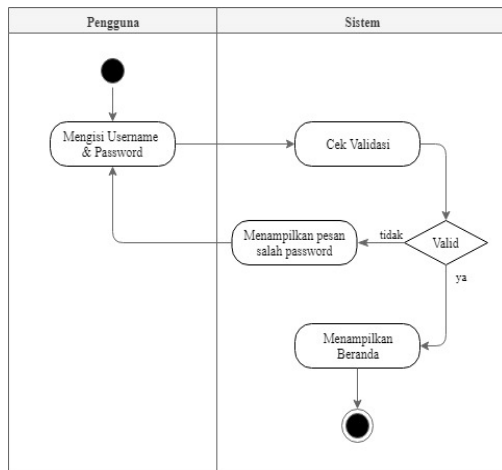 Pengguna
Sistem
Mengisi Username
& Password
Cek Validasi
Menampilkan pesan
salah password
tidak
Valid
ya
Menampilkan
Beranda